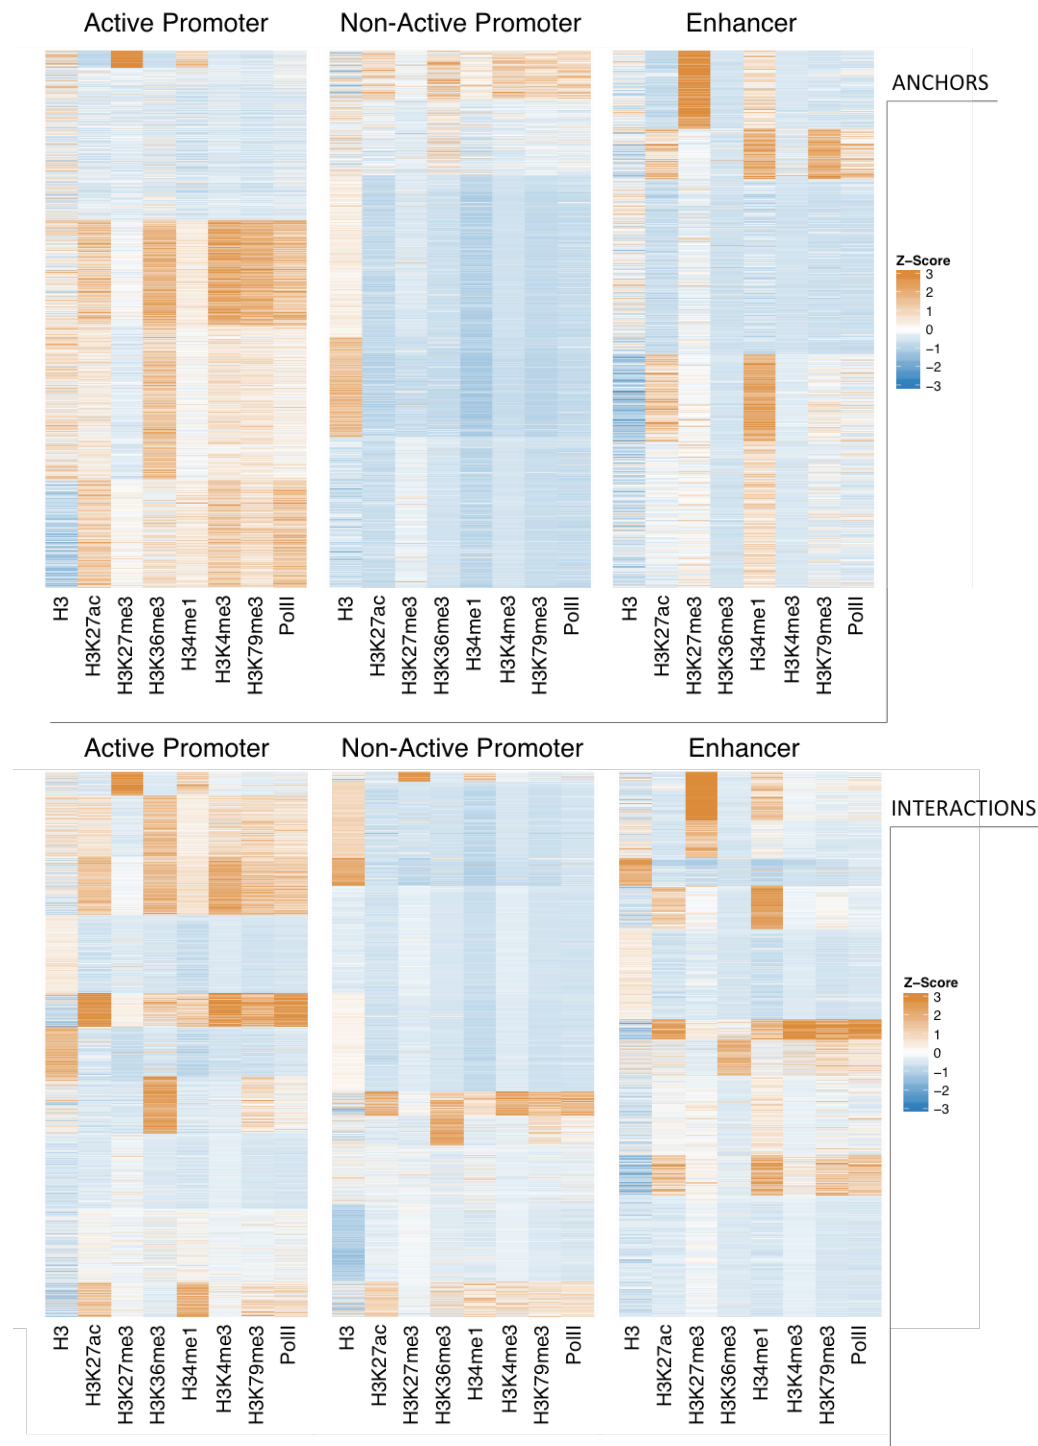 Active Promoter Non-Active Promoter Enhancer
ANCHORS
Z-Score
3
2
1
0
-1
-2
-3
H3 H3K27ac H3K27me3 H3K36me3 H34me1 H3K4me3 H3K79me3 PolII H3 H3K27ac H3K27me3 H3K36me3 H34me1 H3K4me3 H3K79me3 PolII H3 H3K27ac H3K27me3 H3K36me3 H34me1 H3K4me3 H3K79me3 PolII
Active Promoter Non-Active Promoter Enhancer
INTERACTIONS
Z-Score
3
2
1
0
-1
-2
-3
H3 H3K27ac H3K27me3 H3K36me3 H34me1 H3K4me3 H3K79me3 PolII H3 H3K27ac H3K27me3 H3K36me3 H34me1 H3K4me3 H3K79me3 PolII H3 H3K27ac H3K27me3 H3K36me3 H34me1 H3K4me3 H3K79me3 PolII